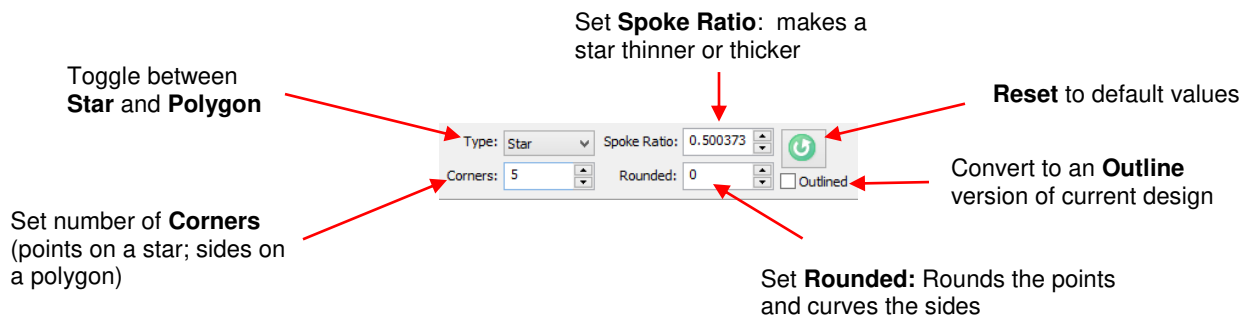 Set Spoke Ratio:  makes a
star thinner or thicker
Toggle between
Star and Polygon
Reset to default values
Type: Star Spoke Ratio: 0.500373
Corners: 5 Rounded: 0 Outlined
Convert to an Outline
version of current design
Set number of Corners
(points on a star; sides on
a polygon)
Set Rounded: Rounds the points
and curves the sides